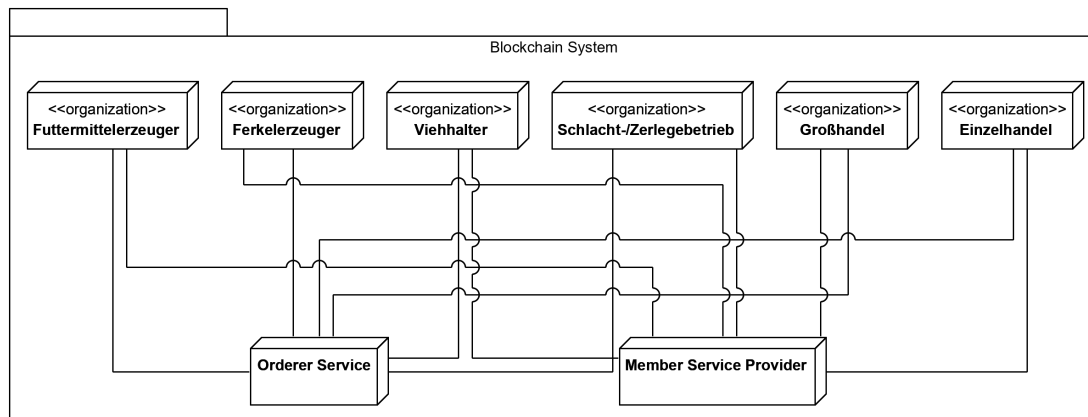 Blockchain System
<<organization>>
Futtermittelerzeuger
<<organization>>
Ferkelerzeuger
<<organization>>
Viehhalter
<<organization>>
Schlacht-/Zerlegebetrieb
<<organization>>
Großhandel
<<organization>>
Einzelhandel
Orderer Service
Member Service Provider